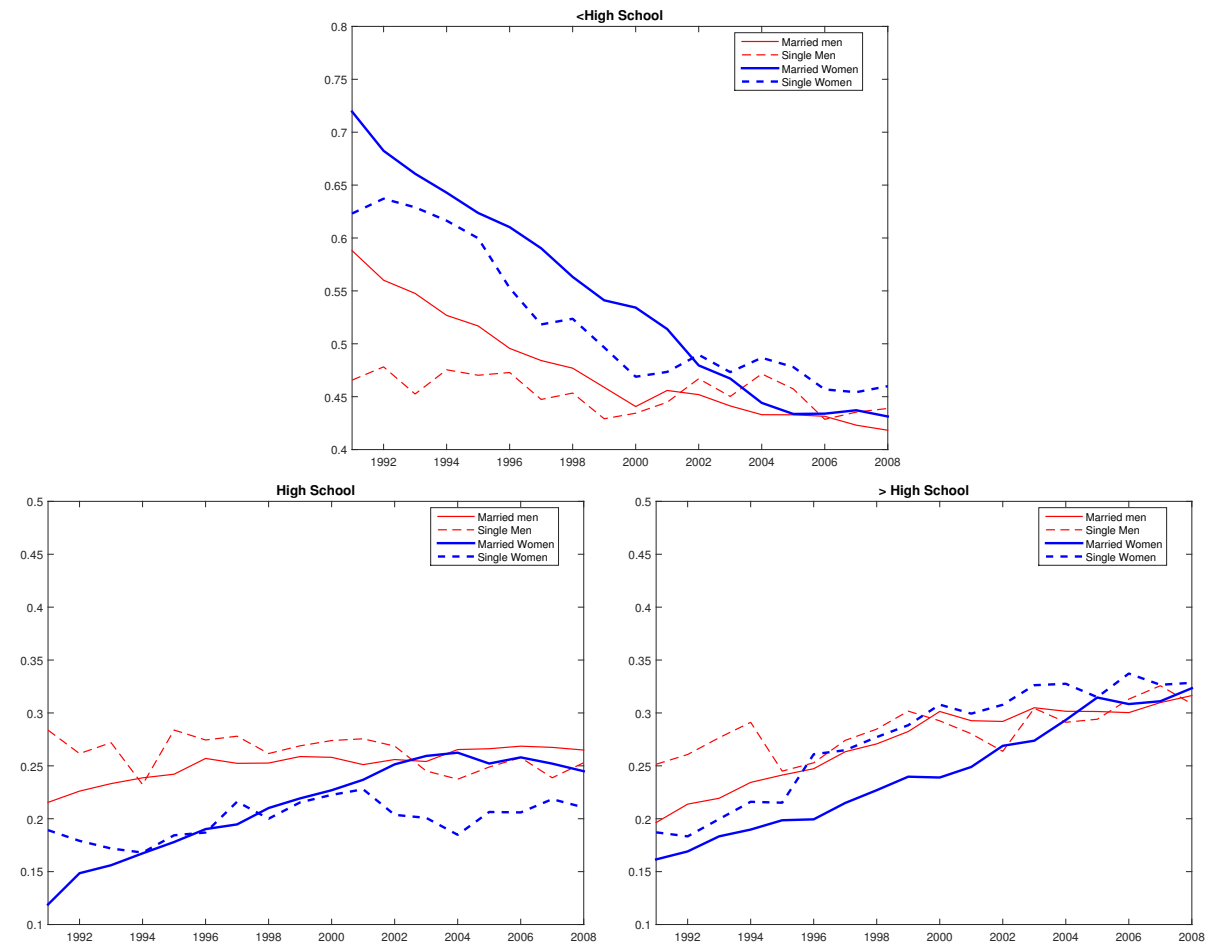 <High School
0.8
0.75
0.7
0.65
0.6
0.55
0.5
0.45
0.4
1992 1994 1996 1998 2000 2002 2004 2006 2008
Married men
Single Men
Married Women
Single Women
High School
0.5
0.45
0.4
0.35
0.3
0.25
0.2
0.15
0.1
1992 1994 1996 1998 2000 2002 2004 2006 2008
Married men
Single Men
Married Women
Single Women
> High School
0.5
0.45
0.4
0.35
0.3
0.25
0.2
0.15
0.1
1992 1994 1996 1998 2000 2002 2004 2006 2008
Married men
Single Men
Married Women
Single Women